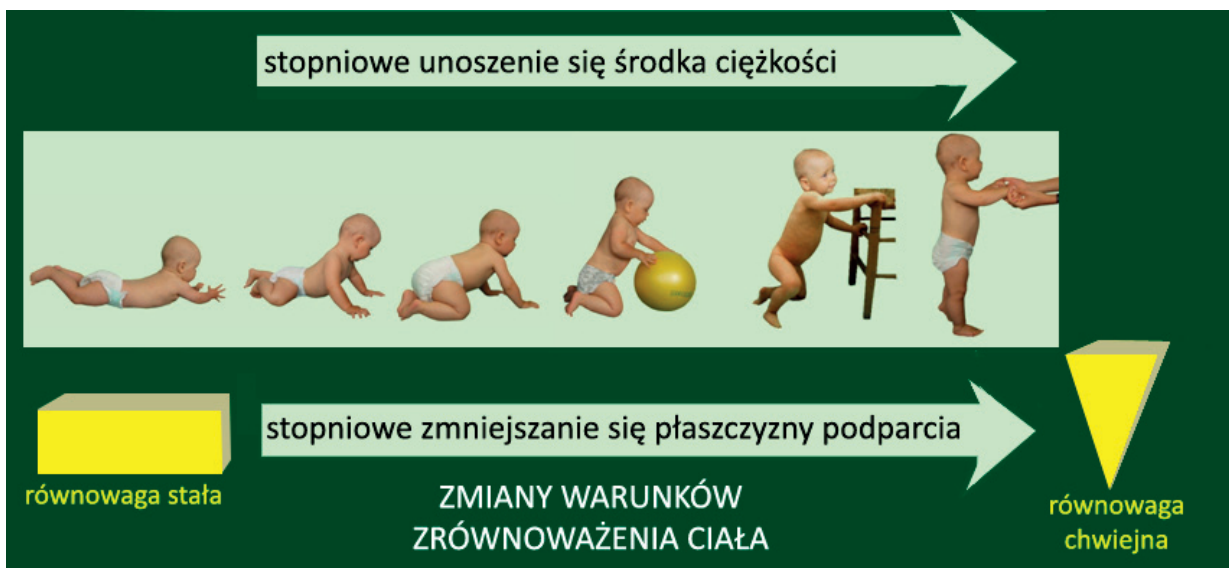 stopniowe unoszenie się środka ciężkości
stopniowe zmniejszanie się płaszczyzny podparcia
równowaga stała
ZMIANY WARUNKÓW
ZRÓWNOWAŻENIA CIAŁA
równowaga
chwiejna